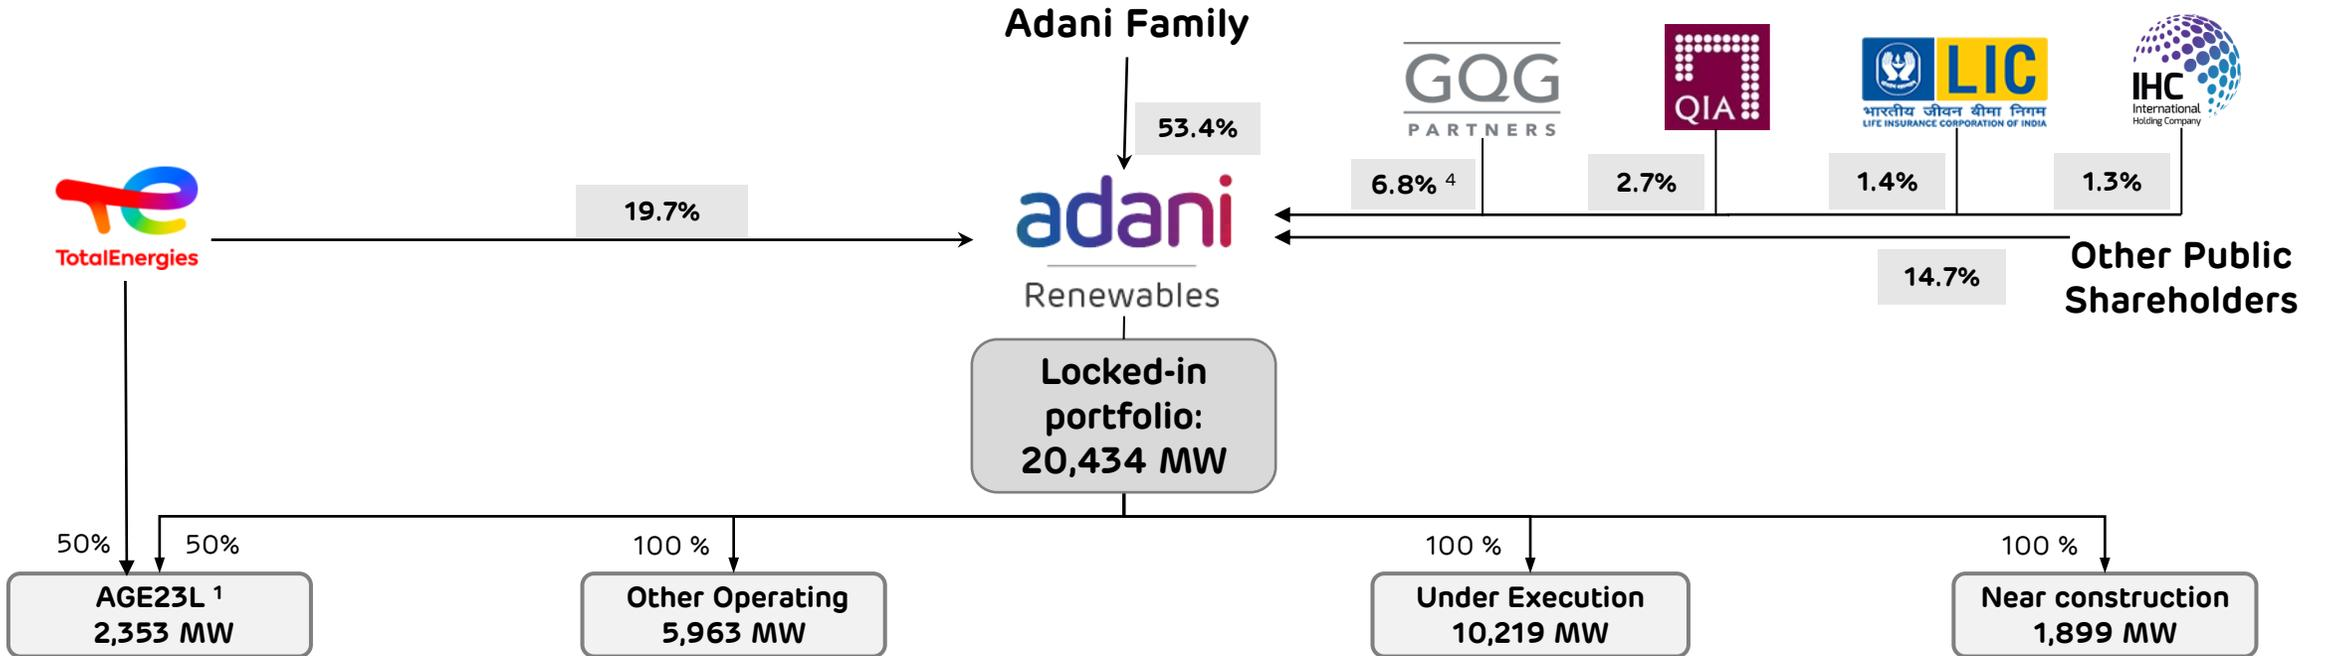 Adani Family
53.4%
GQG
PARTNERS
QIA
LIC
भारतीय जीवन बीमा निगम
LIFE INSURANCE CORPORATION OF INDIA
IHC
International
Holding Company
6.8% 4
2.7%
1.4%
1.3%
TotalEnergies
19.7%
adani
Renewables
14.7%
Other Public
Shareholders
Locked-in
portfolio:
20,434 MW
50%
50%
100 %
100 %
100 %
AGE23L 1
2,353 MW
Other Operating
5,963 MW
Under Execution
10,219 MW
Near construction
1,899 MW